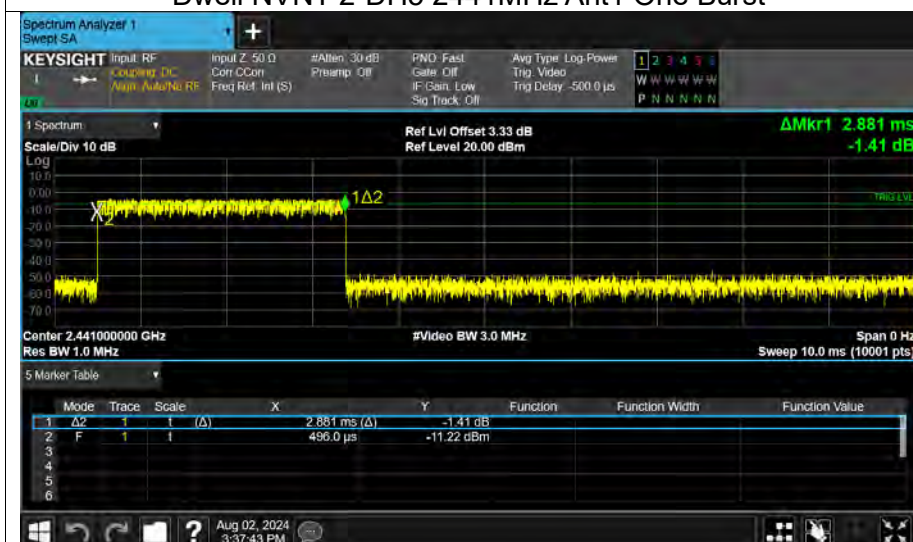 Dwell NVNT 2-DH5 2441MHz Ant1 One Burst
Spectrum Analyzer 1
Swept SA
+
KEYSIGHT Input: RF Input Z: 50 Ω #Atten: 30 dB PNO: Fast Avg Type: Log-Power 1 2 3 4 5 6
Coupling: DC Corr CCorr Preamp: Off Gate: Off Trig: Video W W W W W W
Align: Auto/No RF Freq Ref: Int (S) IF Gain: Low Trig Delay: -500.0 µs
Sig Track: Off P N N N N N
1 Spectrum
Ref Lvl Offset 3.33 dB ΔMkr1 2.881 ms
Scale/Div 10 dB Ref Level 20.00 dBm -1.41 dB
Log
10.0
0.00
1Δ2
TRIG LVL
-10.0
2
-20.0
-30.0
-40.0
-50.0
-60.0
-70.0
Center 2.441000000 GHz #Video BW 3.0 MHz Span 0 Hz
Res BW 1.0 MHz Sweep 10.0 ms (10001 pts)
5 Marker Table
Mode Trace Scale X Y Function Function Width Function Value
1 Δ2 1 t (Δ) 2.881 ms (Δ) -1.41 dB
2 F 1 t 496.0 µs -11.22 dBm
3
4
5
6
? Aug 02, 2024
3:37:43 PM